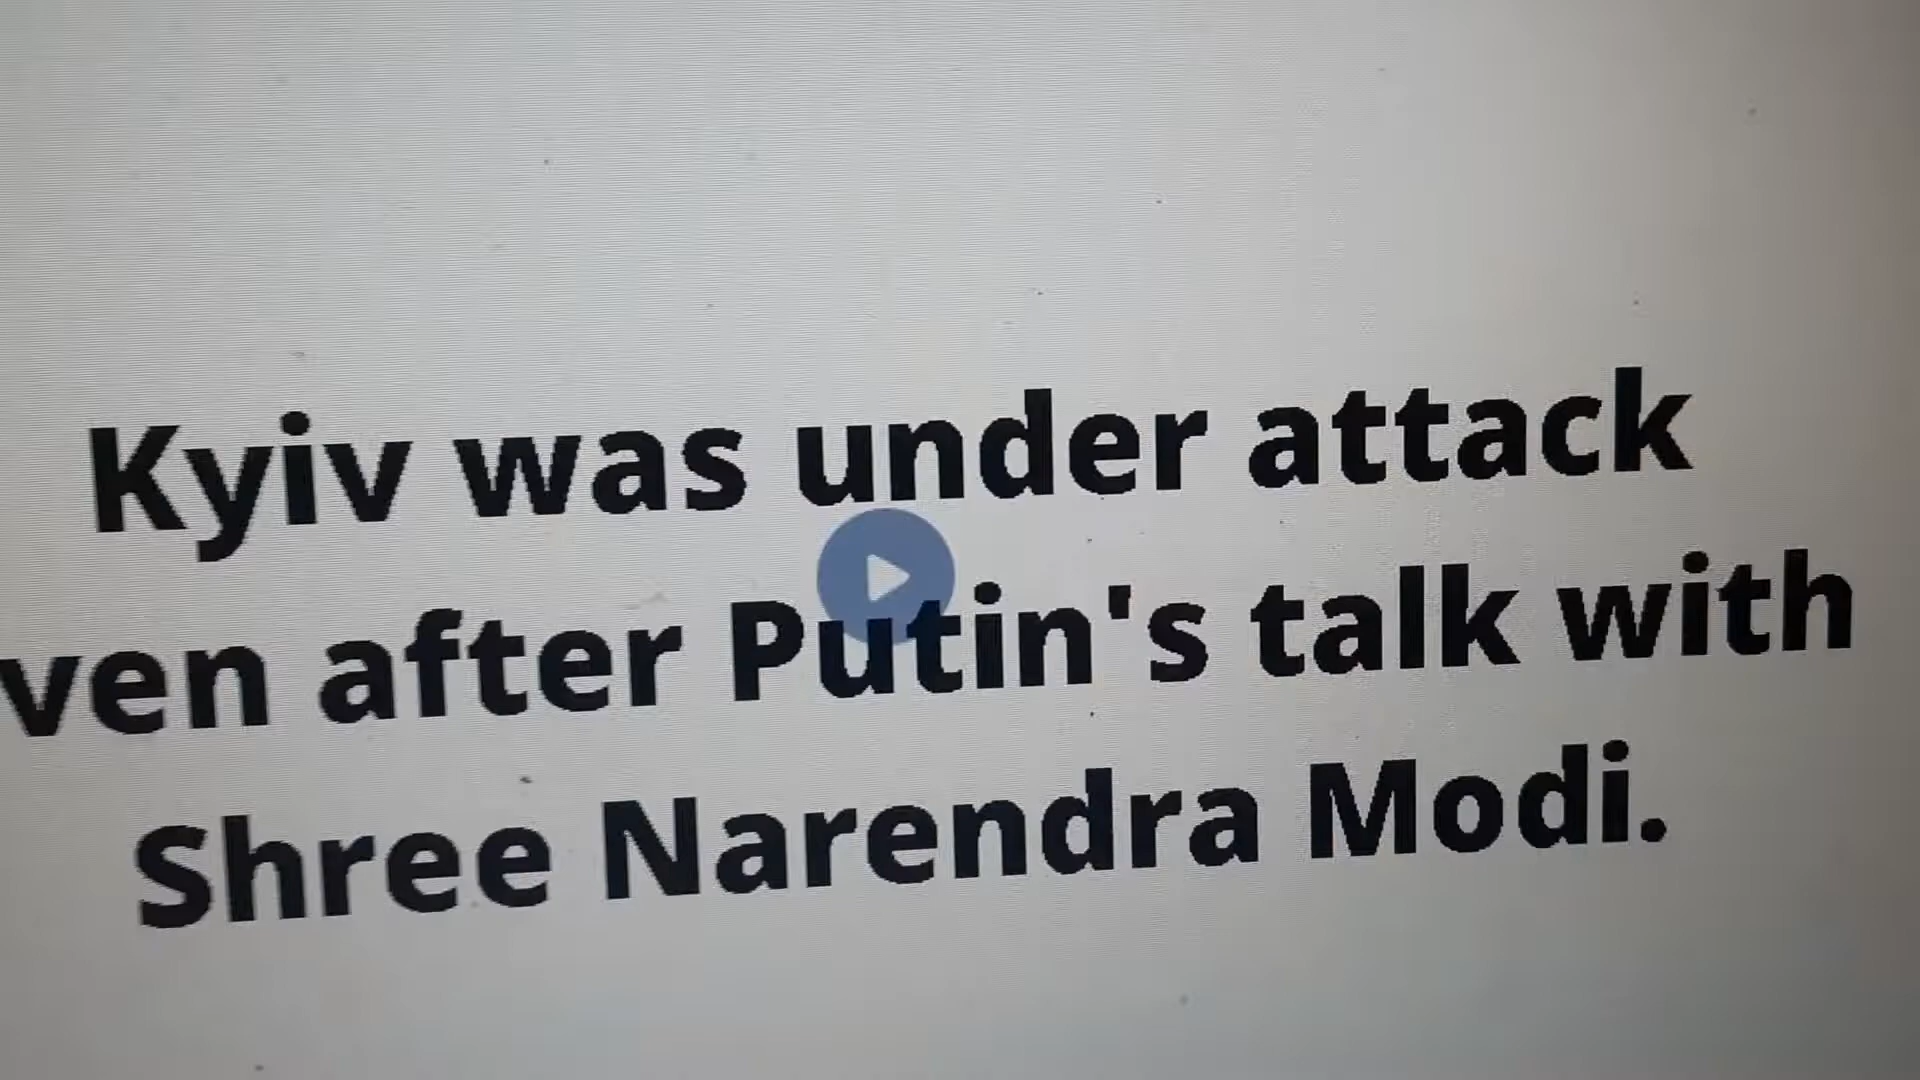 Kyiv was under attack
ven after Putin's talk with
Shree Narendra Modi.